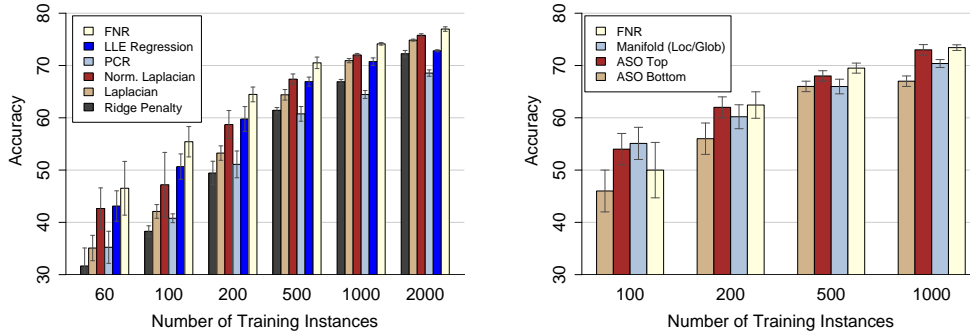 80
70
60
50
40
30
Accuracy
FNR
LLE Regression
PCR
Norm. Laplacian
Laplacian
Ridge Penalty
60 100 200 500 1000 2000
Number of Training Instances
80
70
60
50
40
30
Accuracy
FNR
Manifold (Loc/Glob)
ASO Top
ASO Bottom
100 200 500 1000
Number of Training Instances